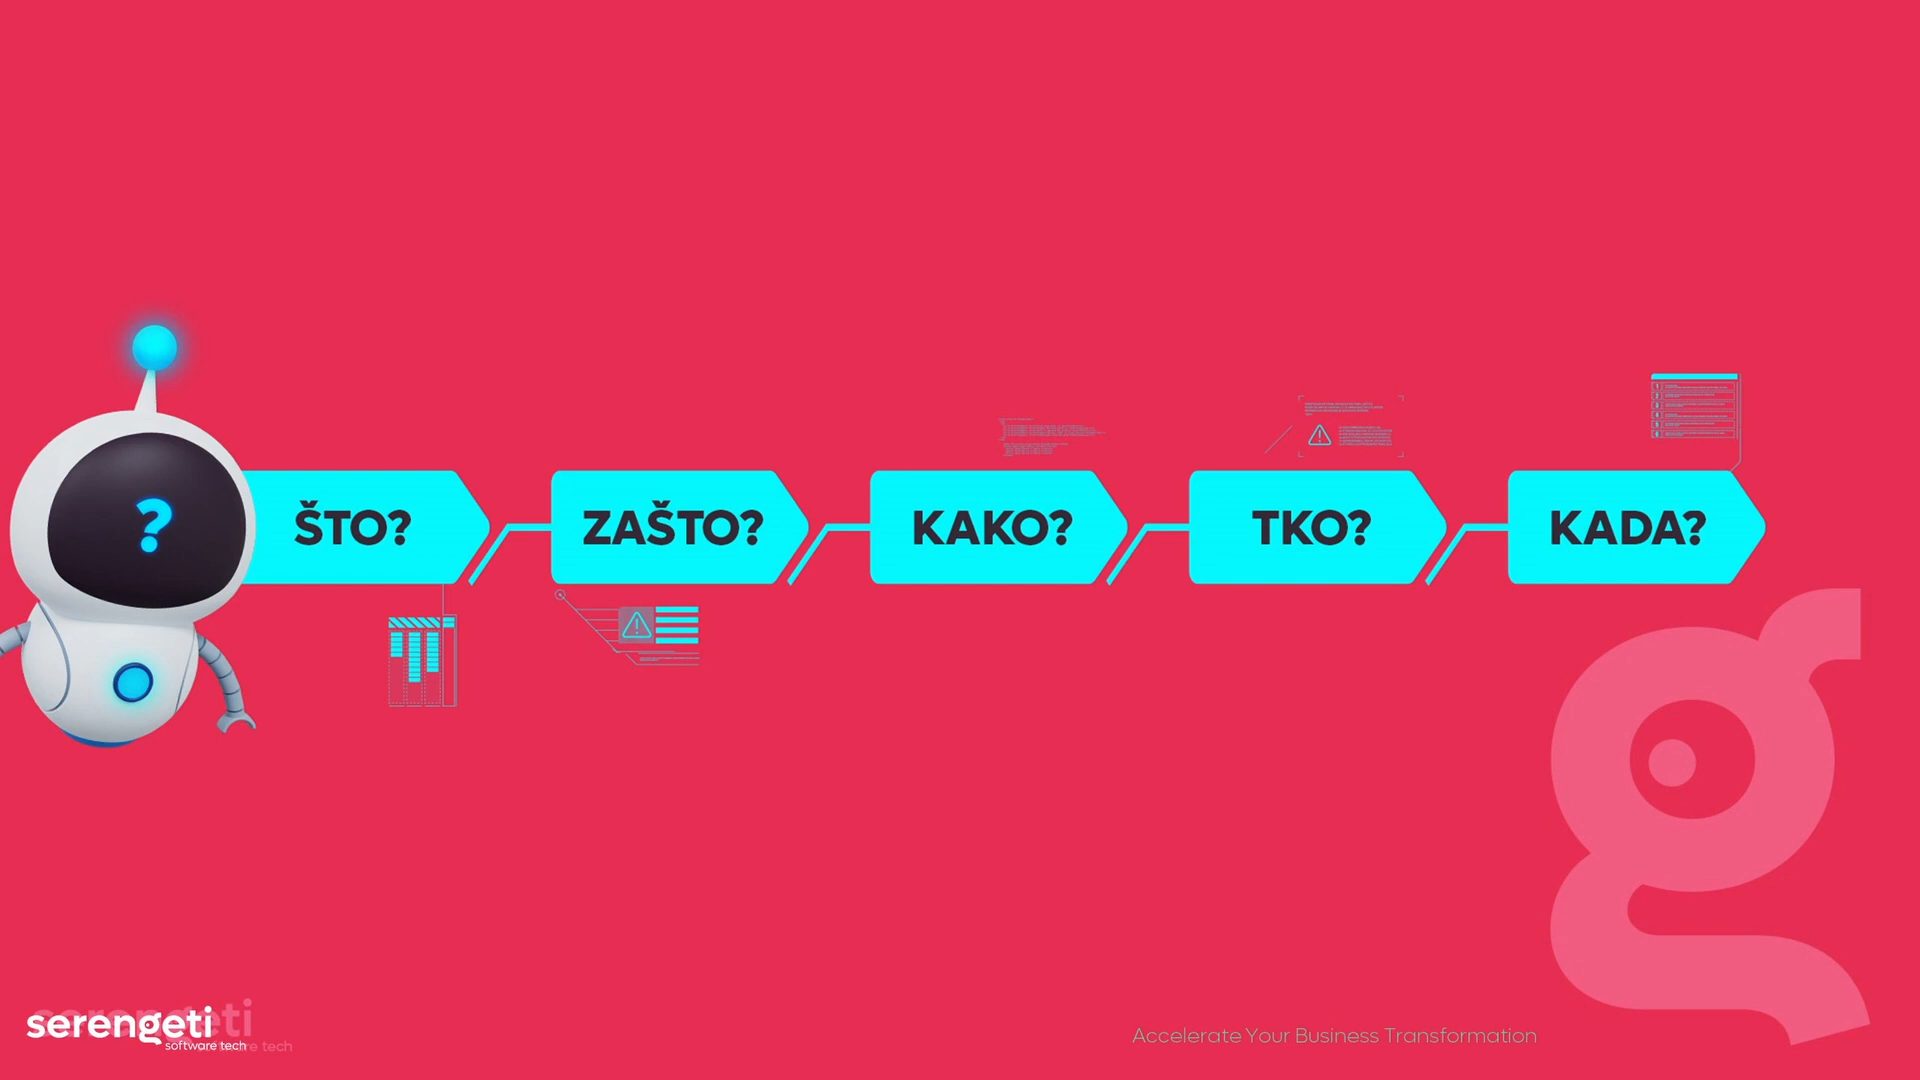 ?
ŠTO?
ZAŠTO?
KAKO?
TKO?
KADA?
serengeti
software tech
Accelerate Your Business Transformation